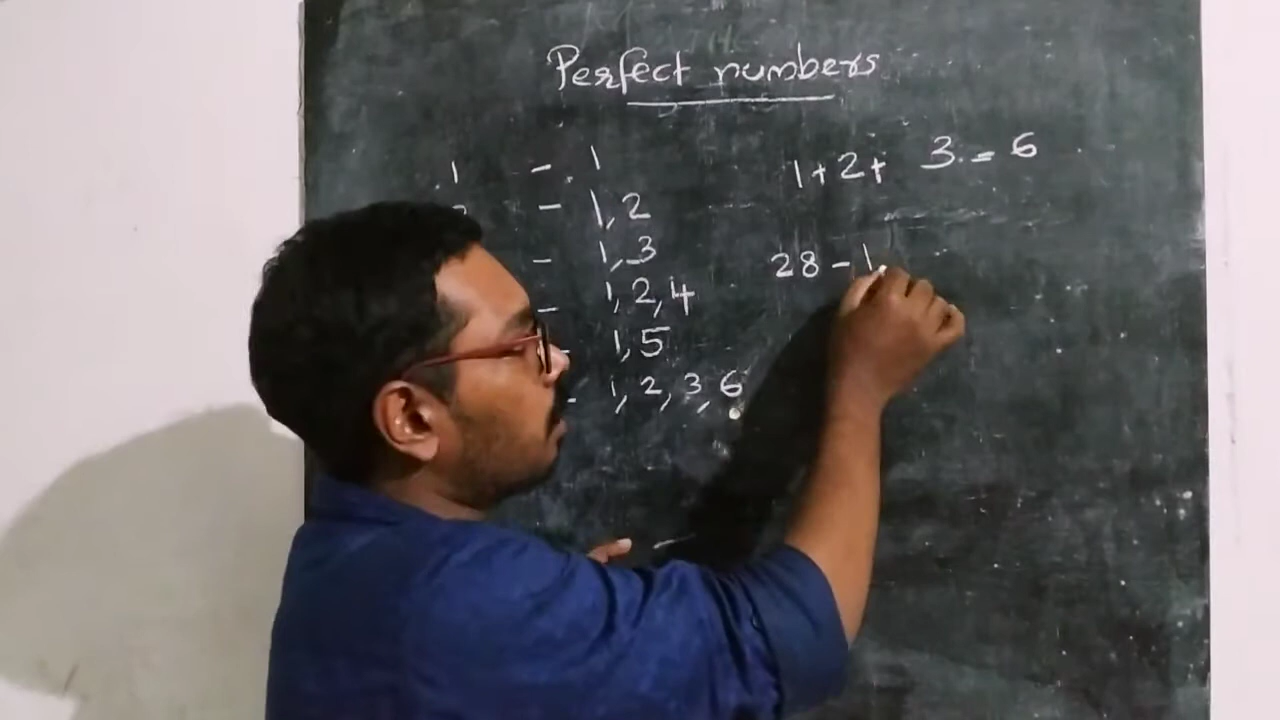 Perfect numbers
1 - 1
- 1, 2
- 1, 3
- 1, 2, 4
- 1, 5
- 1, 2, 3, 6
1 + 2 + 3 = 6
28 - 1